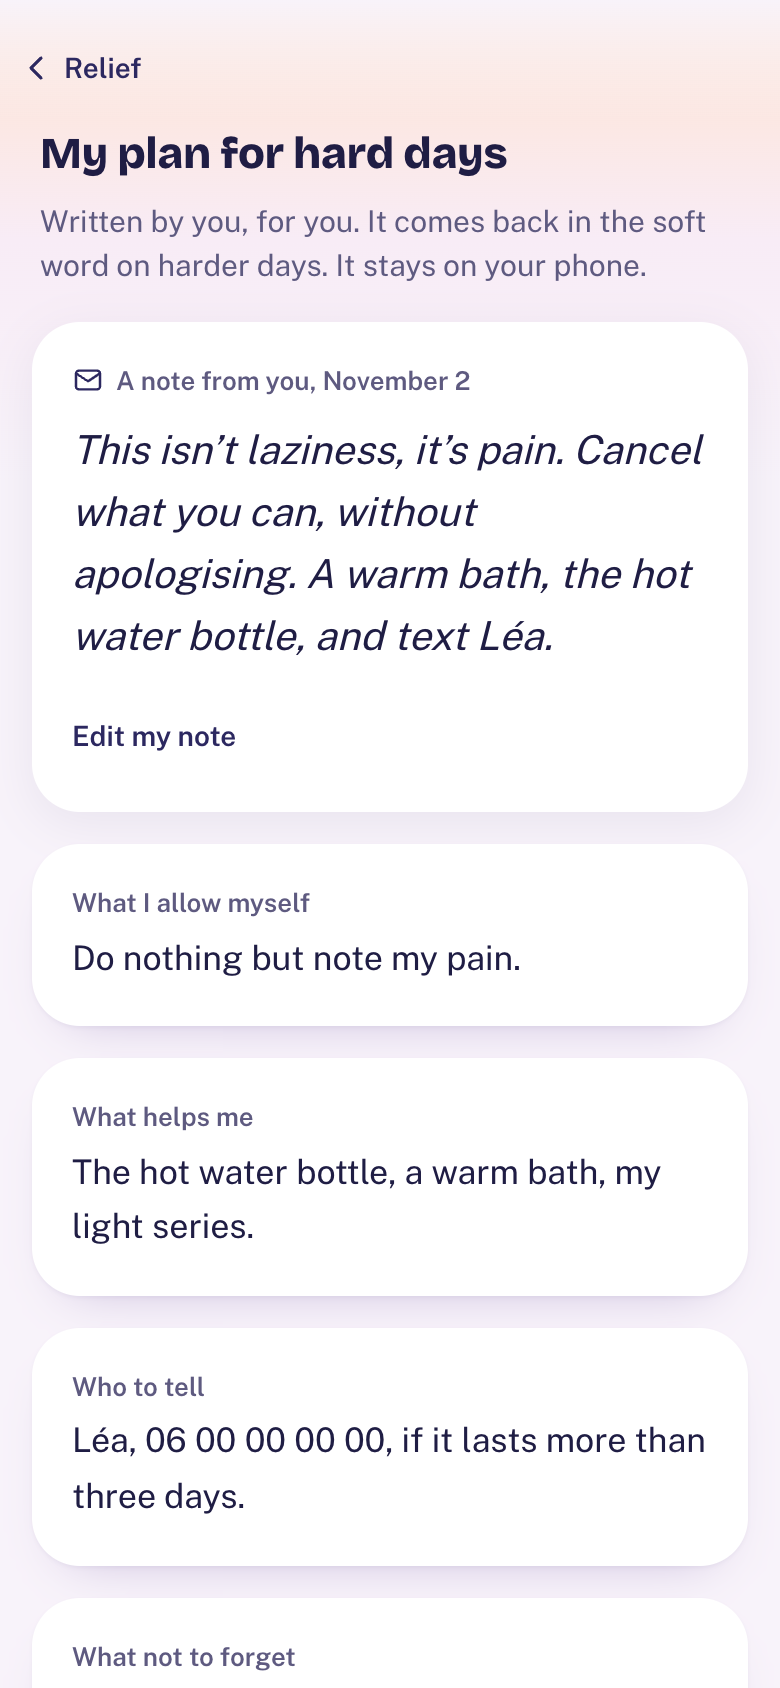 Relief
My plan for hard days
Written by you, for you. It comes back in the soft
word on harder days. It stays on your phone.
A note from you, November 2
This isn’t laziness, it’s pain. Cancel
what you can, without
apologising. A warm bath, the hot
water bottle, and text Léa.
Edit my note
What I allow myself
Do nothing but note my pain.
What helps me
The hot water bottle, a warm bath, my
light series.
Who to tell
Léa, 06 00 00 00 00, if it lasts more than
three days.
What not to forget